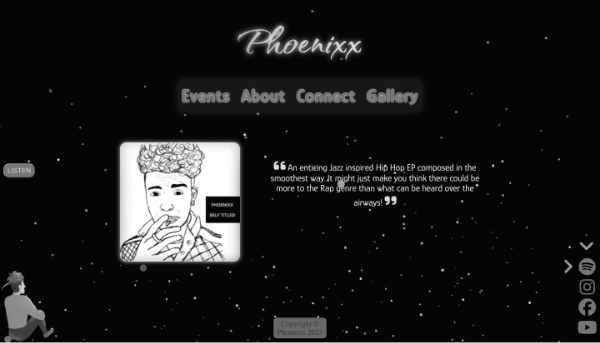 Phoenixx
Events About Connect Gallery
LISTEN
PHOENIXX
SELF TITLED
❝ An enticing Jazz inspired Hip Hop EP composed in the
smoothest way. It might just make you think there could be
more to the Rap genre than what can be heard over the
airways! ❞
Copyright ©
Phoenixx 2023